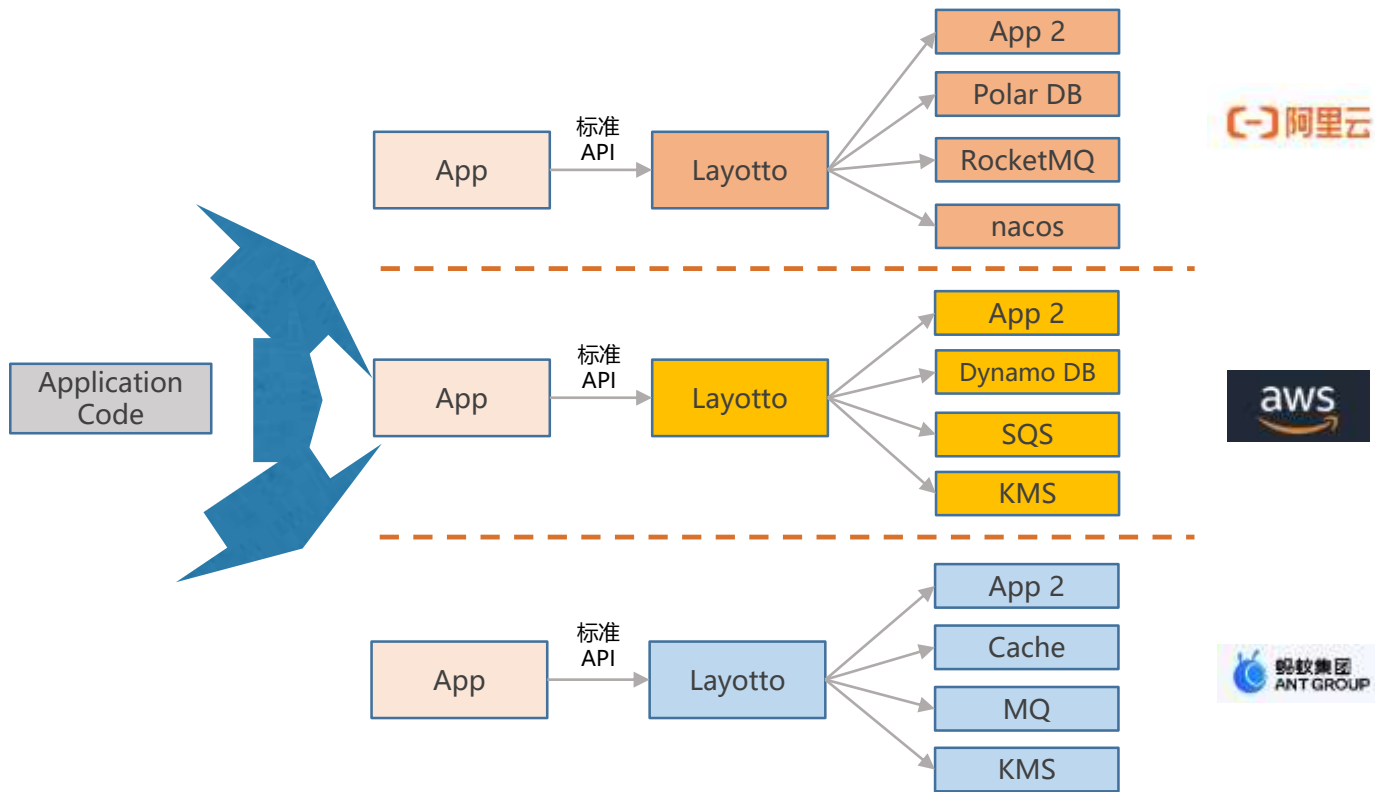 App 2
Polar DB
RocketMQ
nacos
App
标准
API
Layotto
阿里云
Application
Code
App
标准
API
Layotto
App 2
Dynamo DB
SQS
KMS
aws
App
标准
API
Layotto
App 2
Cache
MQ
KMS
蚂蚁集团
ANT GROUP